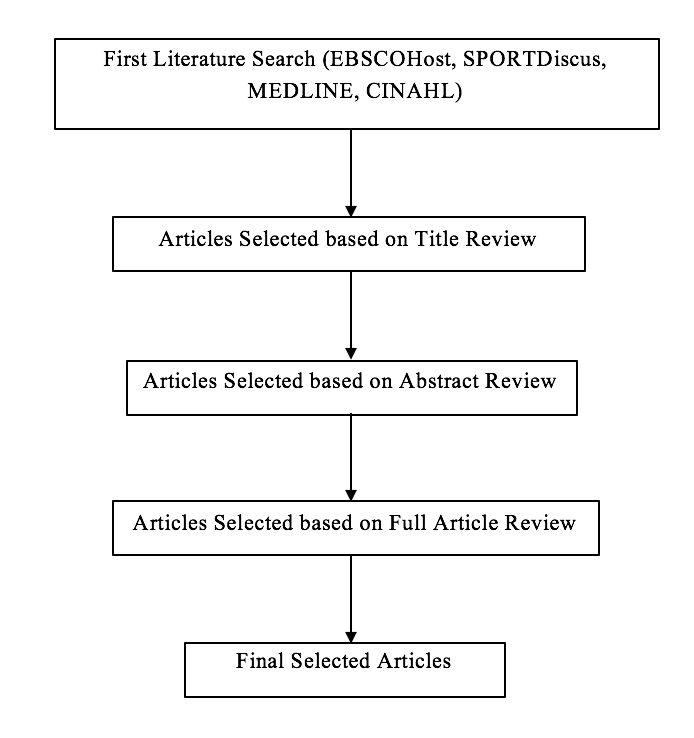 First Literature Search (EBSCOHost, SPORTDiscus,
MEDLINE, CINAHL)
Articles Selected based on Title Review
Articles Selected based on Abstract Review
Articles Selected based on Full Article Review
Final Selected Articles